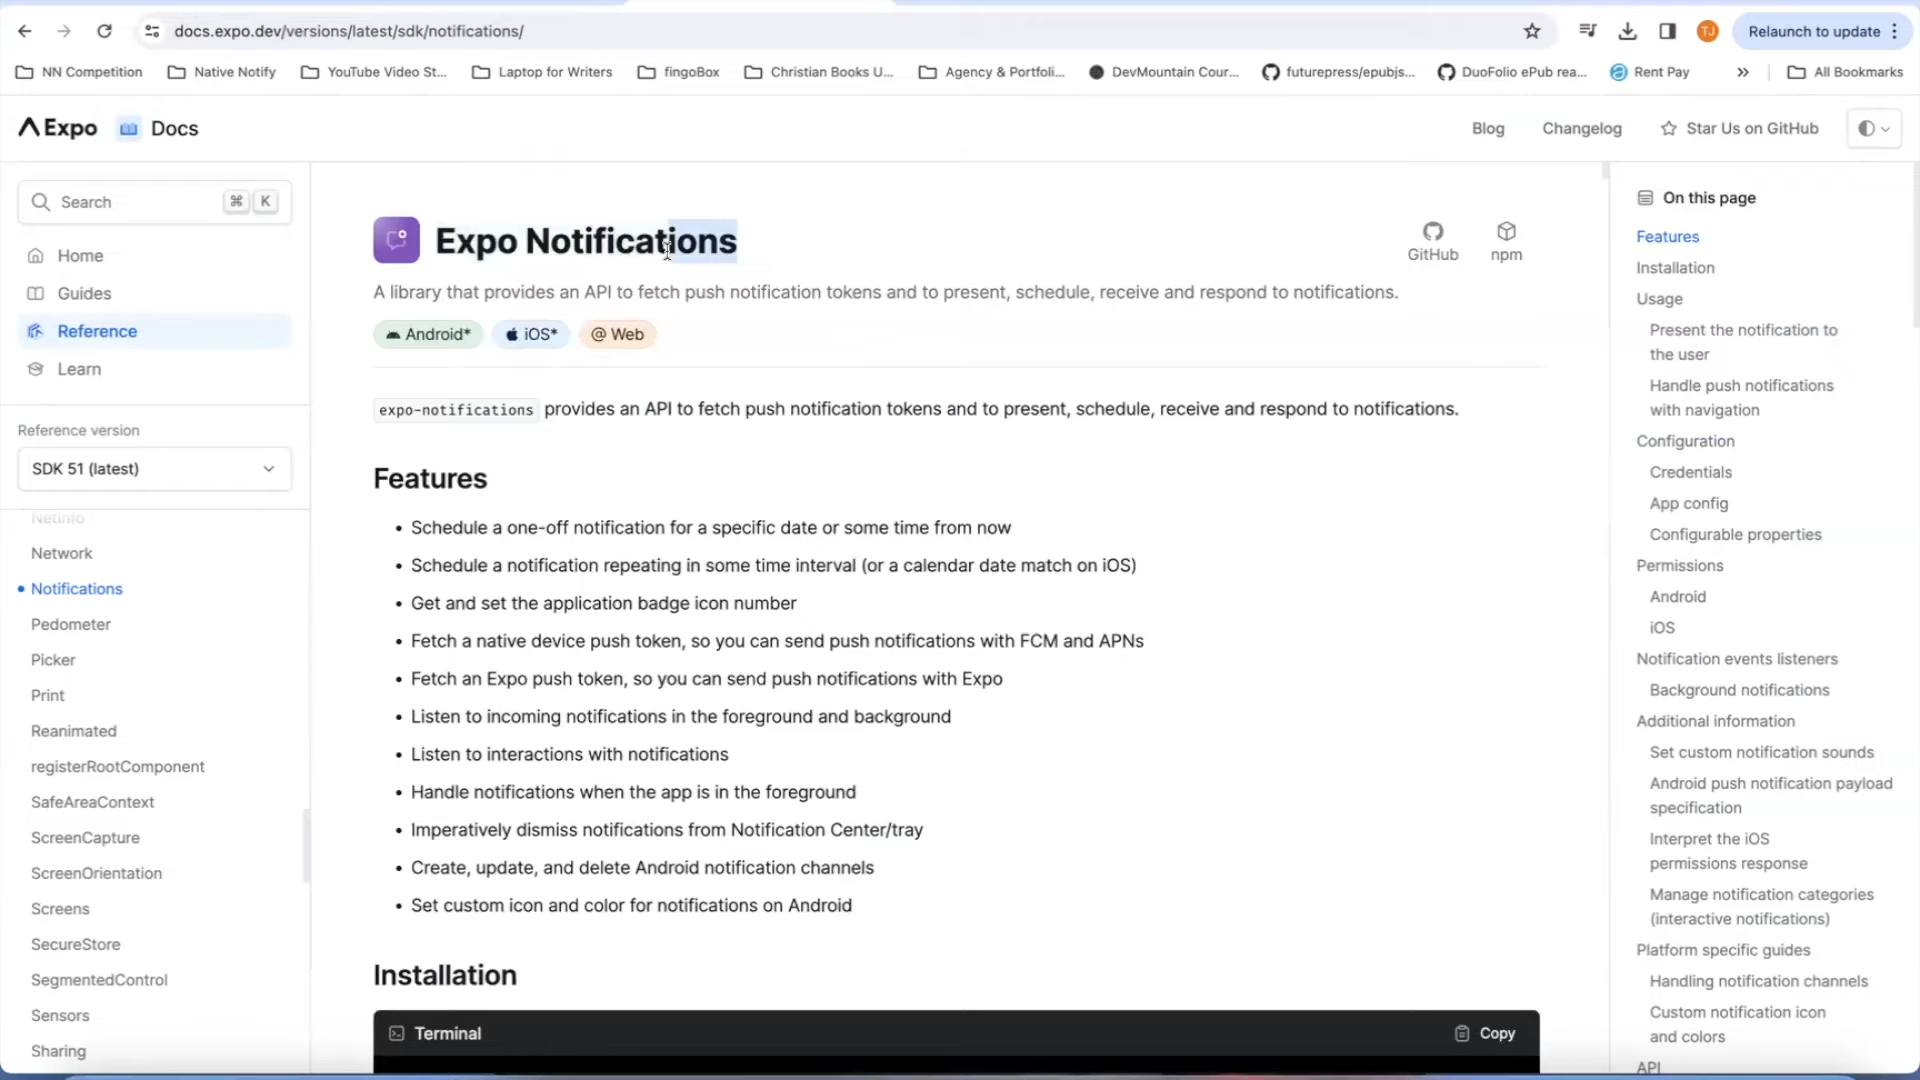 docs.expo.dev/versions/latest/sdk/notifications/
TJ
Relaunch to update
NN Competition
Native Notify
YouTube Video St...
Laptop for Writers
fingoBox
Christian Books U...
Agency & Portfoli...
DevMountain Cour...
futurepress/epubjs...
DuoFolio ePub rea...
Rent Pay
All Bookmarks
Expo
Docs
Blog
Changelog
Star Us on GitHub
Search
⌘ K
Home
Guides
Reference
Learn
Reference version
SDK 51 (latest)
NetInfo
Network
Notifications
Pedometer
Picker
Print
Reanimated
registerRootComponent
SafeAreaContext
ScreenCapture
ScreenOrientation
Screens
SecureStore
SegmentedControl
Sensors
Sharing
Expo Notifications
GitHub
npm
A library that provides an API to fetch push notification tokens and to present, schedule, receive and respond to notifications.
Android*
iOS*
Web
expo-notifications provides an API to fetch push notification tokens and to present, schedule, receive and respond to notifications.
Features
• Schedule a one-off notification for a specific date or some time from now
• Schedule a notification repeating in some time interval (or a calendar date match on iOS)
• Get and set the application badge icon number
• Fetch a native device push token, so you can send push notifications with FCM and APNs
• Fetch an Expo push token, so you can send push notifications with Expo
• Listen to incoming notifications in the foreground and background
• Listen to interactions with notifications
• Handle notifications when the app is in the foreground
• Imperatively dismiss notifications from Notification Center/tray
• Create, update, and delete Android notification channels
• Set custom icon and color for notifications on Android
Installation
Terminal
Copy
On this page
Features
Installation
Usage
Present the notification to
the user
Handle push notifications
with navigation
Configuration
Credentials
App config
Configurable properties
Permissions
Android
iOS
Notification events listeners
Background notifications
Additional information
Set custom notification sounds
Android push notification payload
specification
Interpret the iOS
permissions response
Manage notification categories
(interactive notifications)
Platform specific guides
Handling notification channels
Custom notification icon
and colors
API